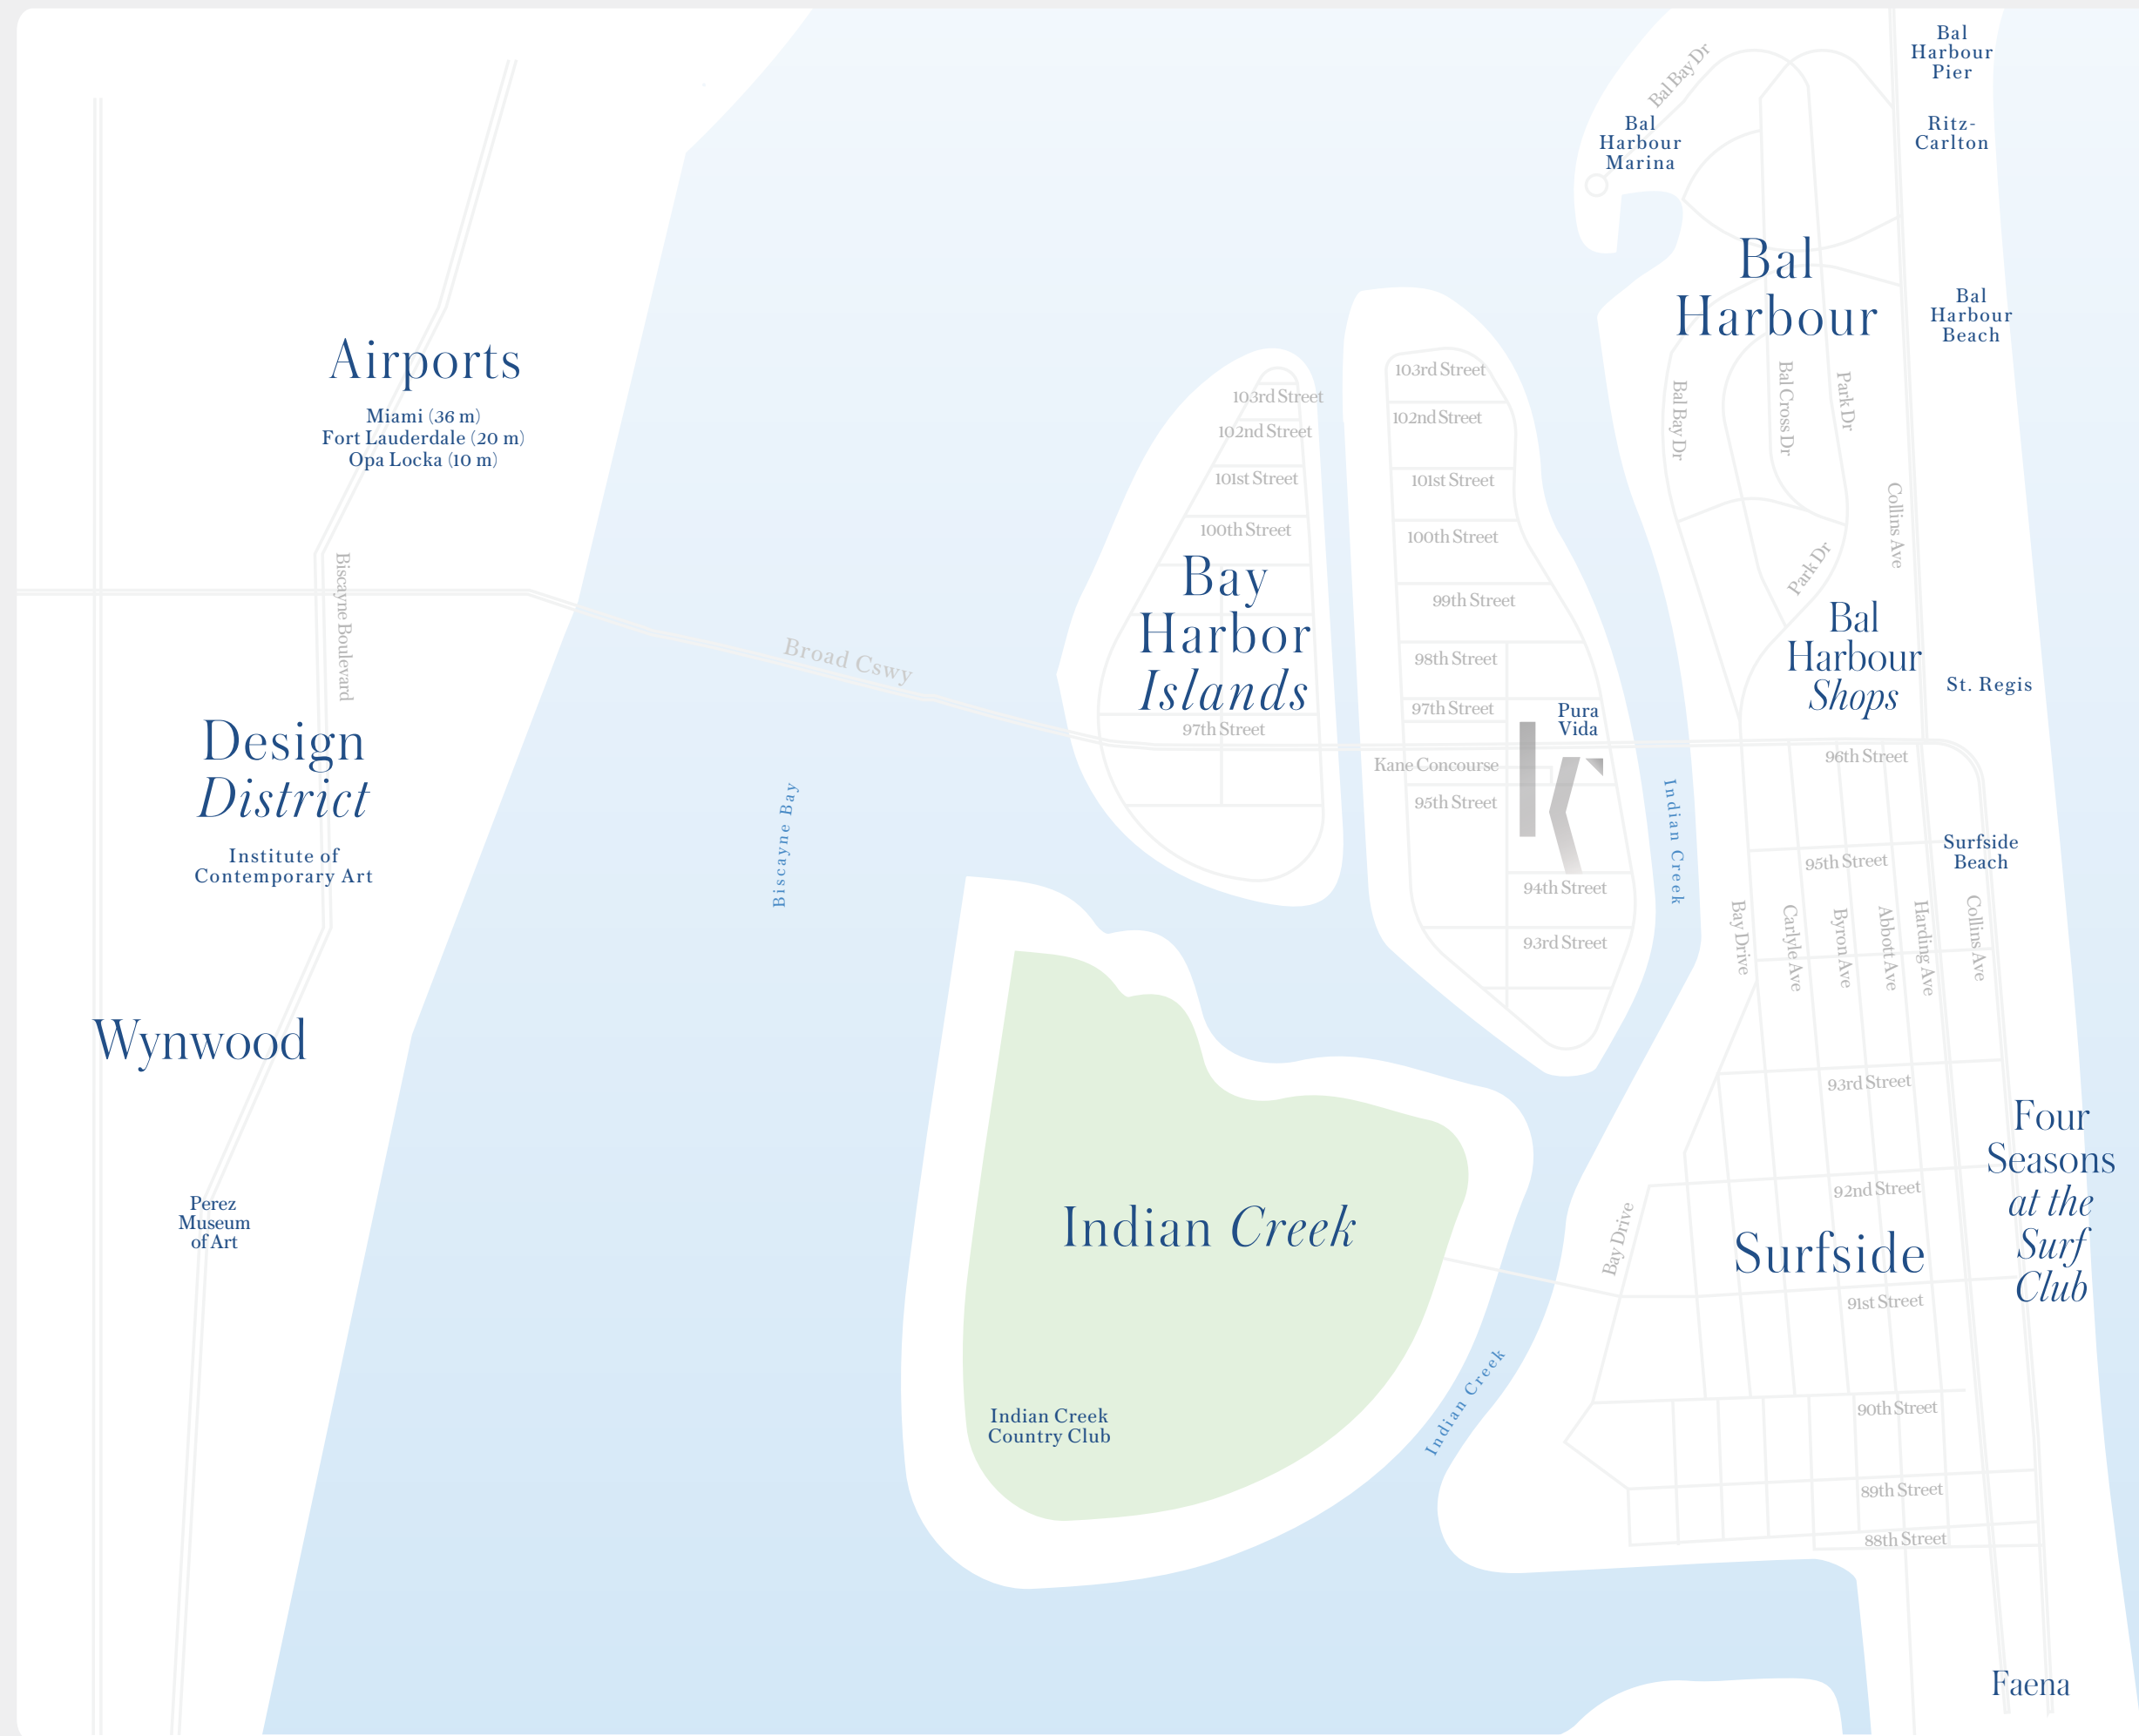 Bal
Harbour
Pier
Bal Bay Dr
Bal
Harbour
Marina
Ritz-
Carlton
Bal
Harbour
Bal
Harbour
Beach
Airports
Miami (36 m)
Fort Lauderdale (20 m)
Opa Locka (10 m)
103rd Street
102nd Street
101st Street
100th Street
103rd Street
102nd Street
101st Street
100th Street
99th Street
98th Street
97th Street
Bal Bay Dr
Bal Cross Dr
Park Dr
Collins Ave
Park Dr
Biscayne Boulevard
Broad Cswy
Bay
Harbor
Islands
97th Street
Bal
Harbour
Shops
St. Regis
Pura
Vida
Kane Concourse
95th Street
96th Street
Design
District
Institute of
Contemporary Art
Biscayne Bay
Indian Creek
Surfside
Beach
95th Street
94th Street
93rd Street
Bay Drive
Carlyle Ave
Byron Ave
Abbott Ave
Harding Ave
Collins Ave
Wynwood
93rd Street
Four
Seasons
at the
Surf
Club
92nd Street
Perez
Museum
of Art
Indian Creek
Bay Drive
Surfside
91st Street
Indian Creek
Indian Creek
Country Club
90th Street
89th Street
88th Street
Faena